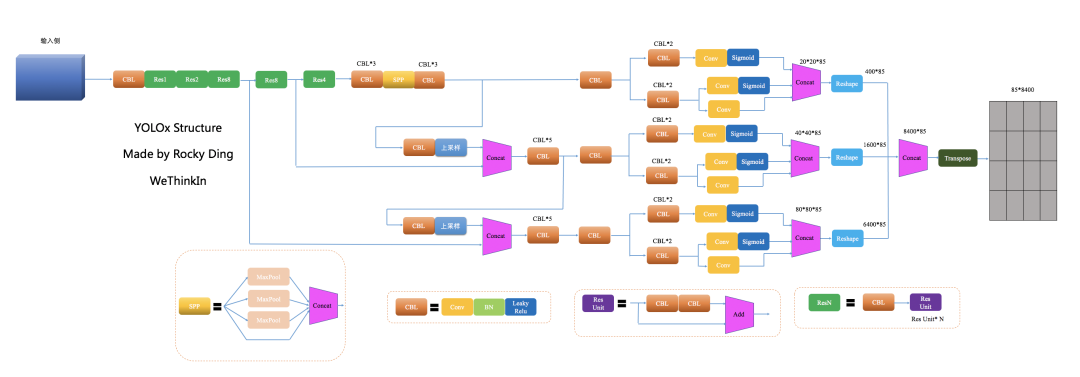 输入侧
CBL
Res1
Res2
Res8
Res8
Res4
CBL*3
CBL
SPP
CBL*3
CBL
YOLOx Structure
Made by Rocky Ding
WeThinkIn
CBL
CBL*2
CBL
Conv
Sigmoid
CBL*2
CBL
Conv
Sigmoid
Conv
20*20*85
Concat
400*85
Reshape
CBL
上采样
Concat
CBL*5
CBL
CBL
CBL*2
CBL
Conv
Sigmoid
CBL*2
CBL
Conv
Sigmoid
Conv
40*40*85
Concat
1600*85
Reshape
CBL
上采样
Concat
CBL*5
CBL
CBL
CBL*2
CBL
Conv
Sigmoid
CBL*2
CBL
Conv
Sigmoid
Conv
80*80*85
Concat
6400*85
Reshape
8400*85
Concat
Transpose
85*8400
SPP
=
MaxPool
MaxPool
MaxPool
Concat
CBL
=
Conv
BN
Leaky
Relu
Res
Unit
=
CBL
CBL
Add
ResN
=
CBL
Res
Unit
Res Unit* N